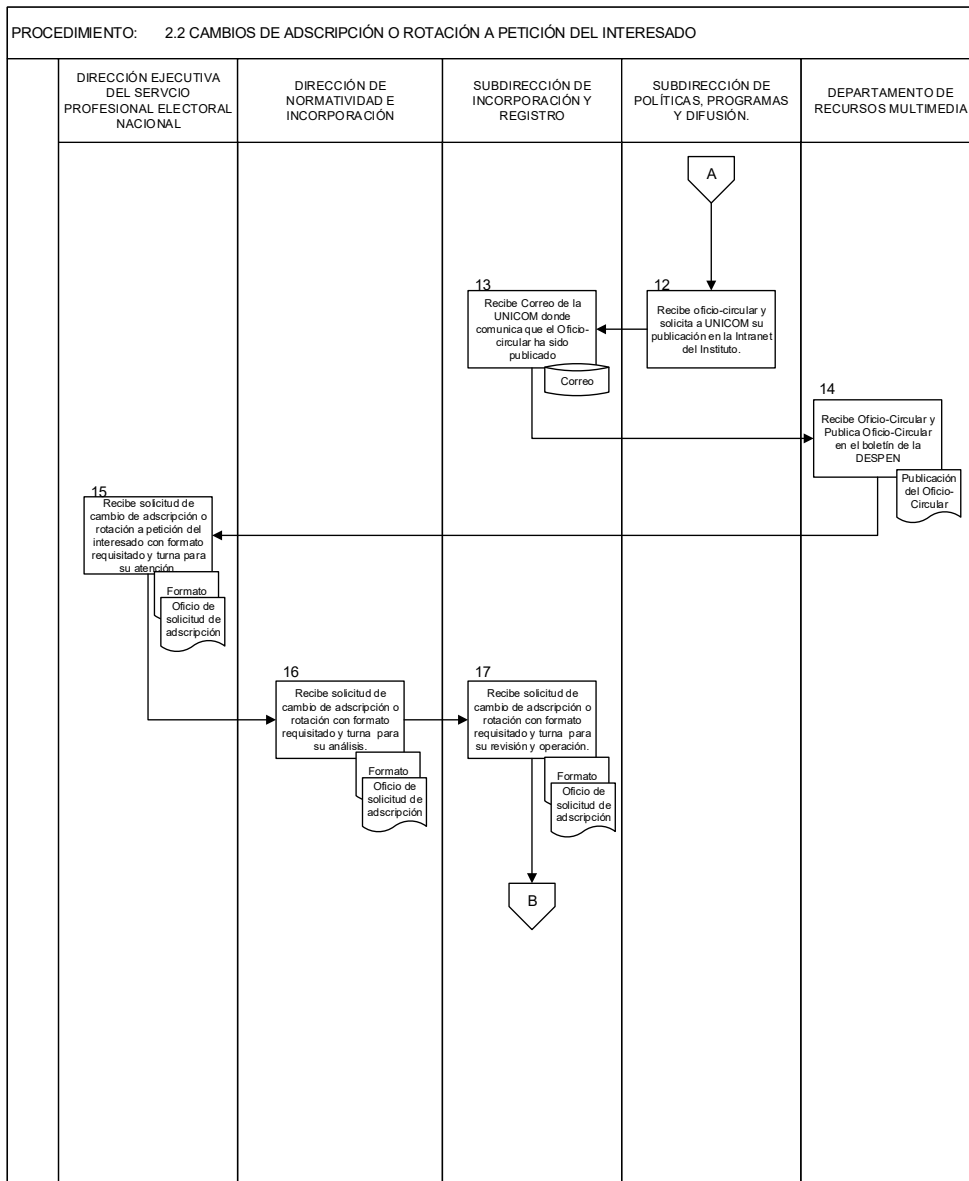 PROCEDIMIENTO: 2.2 CAMBIOS DE ADSCRIPCIÓN O ROTACIÓN A PETICIÓN DEL INTERESADO
DIRECCIÓN EJECUTIVA
DEL SERVCIO
PROFESIONAL ELECTORAL
NACIONAL
DIRECCIÓN DE
NORMATIVIDAD E
INCORPORACIÓN
SUBDIRECCIÓN DE
INCORPORACIÓN Y
REGISTRO
SUBDIRECCIÓN DE
POLÍTICAS, PROGRAMAS
Y DIFUSIÓN.
DEPARTAMENTO DE
RECURSOS MULTIMEDIA
A
12
Recibe oficio-circular y
solicita a UNICOM su
publicación en la Intranet
del Instituto.
13
Recibe Correo de la
UNICOM donde
comunica que el Oficio-
circular ha sido
publicado
Correo
14
Recibe Oficio-Circular y
Publica Oficio-Circular
en el boletín de la
DESPEN
Publicación
del Oficio-
Circular
15
Recibe solicitud de
cambio de adscripción o
rotación a petición del
interesado con formato
requisitado y turna para
su atención.
Formato
Oficio de
solicitud de
adscripción
16
Recibe solicitud de
cambio de adscripción o
rotación con formato
requisitado y turna para
su análisis.
Formato
Oficio de
solicitud de
adscripción
17
Recibe solicitud de
cambio de adscripción o
rotación con formato
requisitado y turna para
su revisión y operación.
Formato
Oficio de
solicitud de
adscripción
B